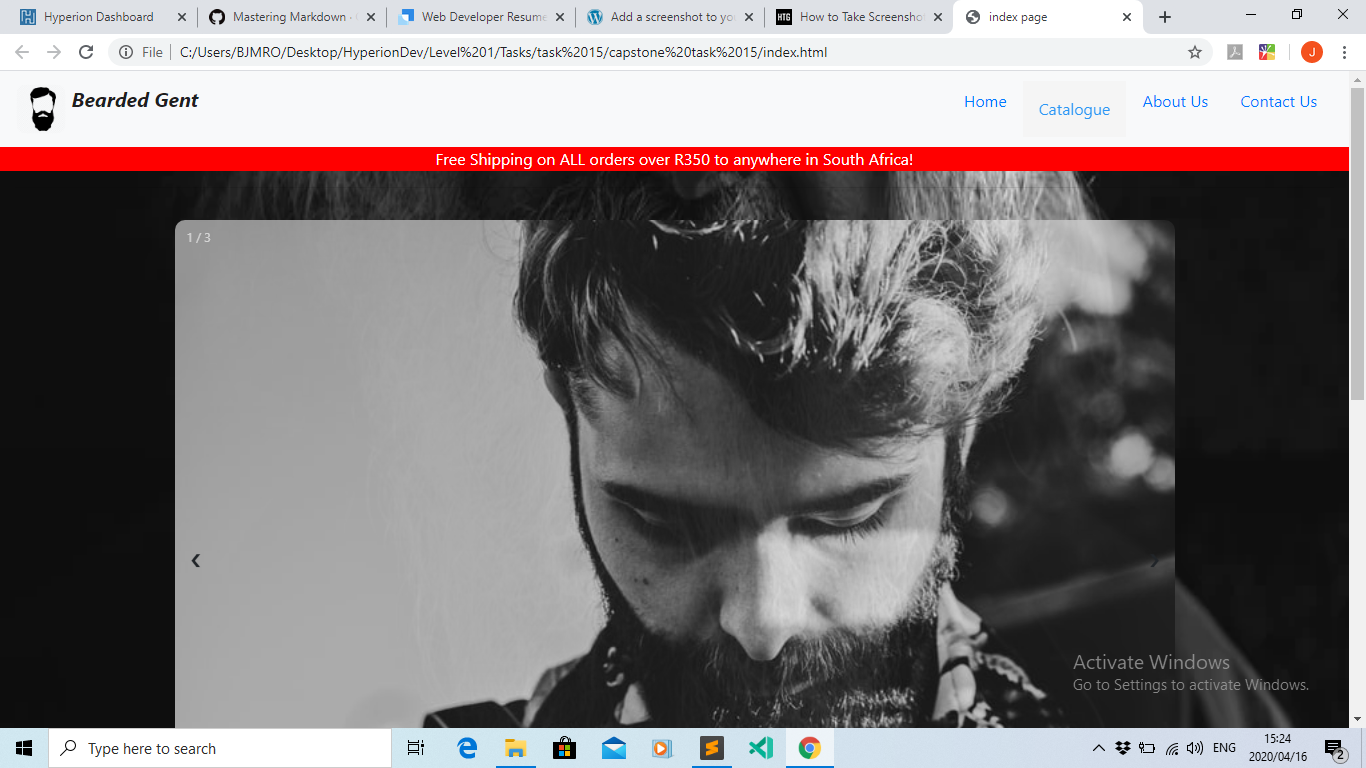 Hyperion Dashboard
Mastering Markdown ·
Web Developer Resume
Add a screenshot to yo
HTG
How to Take Screensho
index page
File
C:/Users/BJMRO/Desktop/HyperionDev/Level%201/Tasks/task%2015/capstone%20task%2015/index.html
J
Bearded Gent
Home
Catalogue
About Us
Contact Us
Free Shipping on ALL orders over R350 to anywhere in South Africa!
1 / 3
Activate Windows
Go to Settings to activate Windows.
Type here to search
ENG
15:24
2020/04/16
2